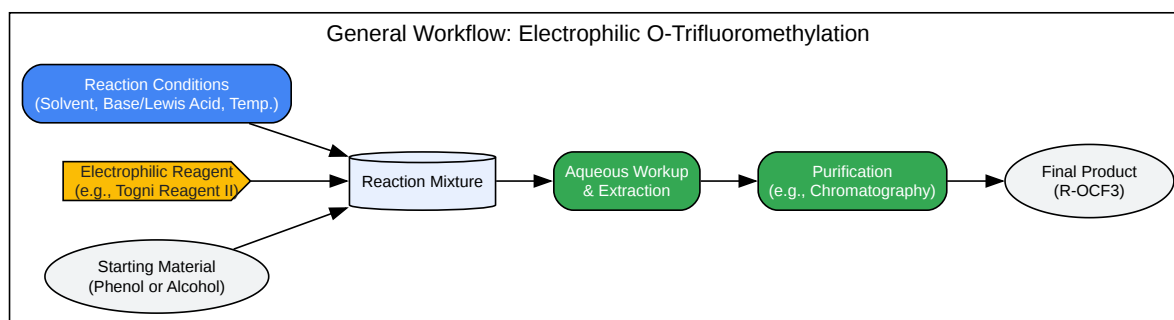 General Workflow: Electrophilic O-Trifluoromethylation
Reaction Conditions
(Solvent, Base/Lewis Acid, Temp.)
Electrophilic Reagent
(e.g., Togni Reagent II)
Starting Material
(Phenol or Alcohol)
Reaction Mixture
Aqueous Workup
& Extraction
Purification
(e.g., Chromatography)
Final Product
(R-OCF3)